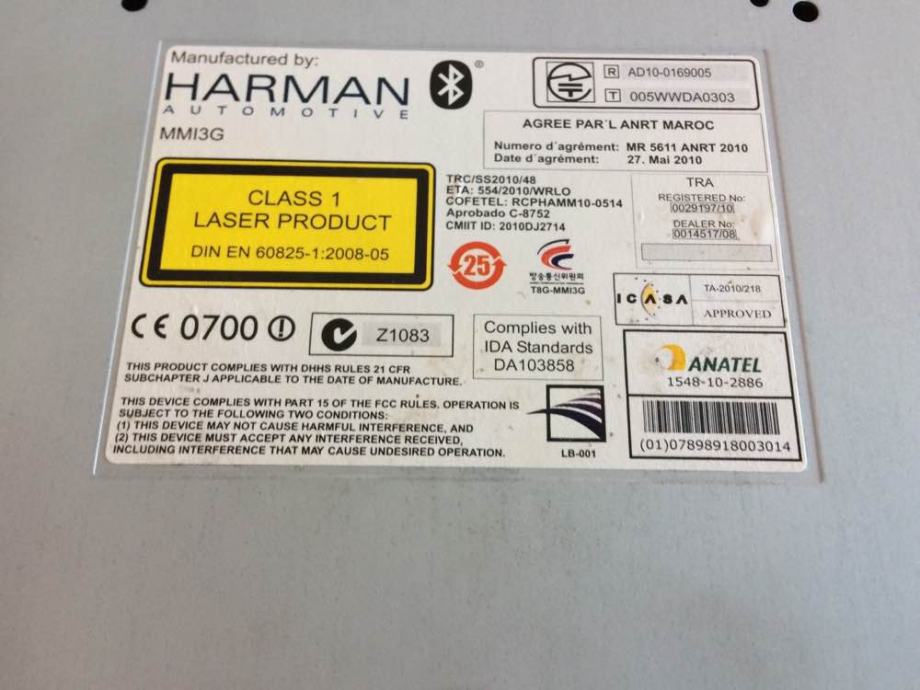 Manufactured by:
HARMAN
AUTOMOTIVE
MMI3G
®
R AD10-0169005
T 005WWDA0303
AGREE PAR´L ANRT MAROC
Numero d´agrément: MR 5611 ANRT 2010
Date d´agrément: 27. Mai 2010
CLASS 1
LASER PRODUCT
DIN EN 60825-1:2008-05
TRC/SS2010/48
ETA: 554/2010/WRLO
COFETEL: RCPHAMM10-0514
Aprobado C-8752
CMIIT ID: 2010DJ2714
TRA
REGISTERED No:
0029197/10
DEALER No:
0014517/08
25
방송통신위원회
T8G-MMI3G
ICASA
TA-2010/218
APPROVED
CE 0700
Z1083
Complies with
IDA Standards
DA103858
ANATEL
1548-10-2886
(01)07898918003014
THIS PRODUCT COMPLIES WITH DHHS RULES 21 CFR
SUBCHAPTER J APPLICABLE TO THE DATE OF MANUFACTURE.
THIS DEVICE COMPLIES WITH PART 15 OF THE FCC RULES. OPERATION IS
SUBJECT TO THE FOLLOWING TWO CONDITIONS:
(1) THIS DEVICE MAY NOT CAUSE HARMFUL INTERFERENCE, AND
(2) THIS DEVICE MUST ACCEPT ANY INTERFERENCE RECEIVED,
INCLUDING INTERFERENCE THAT MAY CAUSE UNDESIRED OPERATION.
LB-001